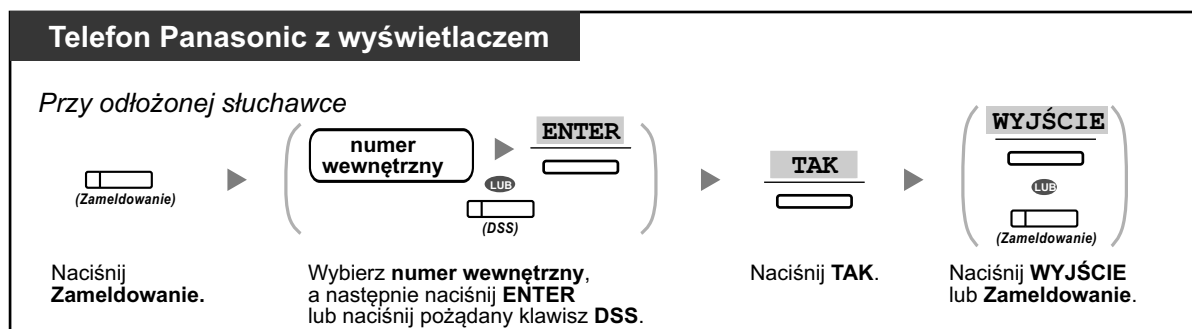 Telefon Panasonic z wyświetlaczem
Przy odłożonej słuchawce
(Zameldowanie)
numer
wewnętrzny
ENTER
LUB
(DSS)
TAK
WYJŚCIE
LUB
(Zameldowanie)
Naciśnij
Zameldowanie.
Wybierz numer wewnętrzny,
a następnie naciśnij ENTER
lub naciśnij pożądany klawisz DSS.
Naciśnij TAK.
Naciśnij WYJŚCIE
lub Zameldowanie.